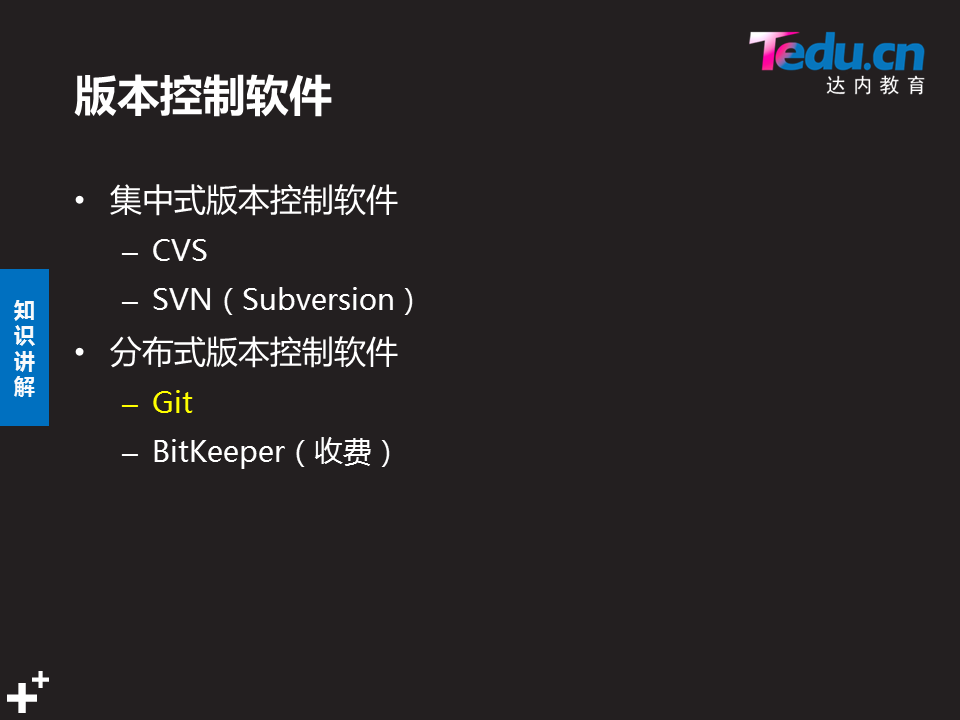 Tedu.cn
达内教育
版本控制软件
• 集中式版本控制软件
– CVS
– SVN（Subversion）
• 分布式版本控制软件
– Git
– BitKeeper（收费）
知识讲解